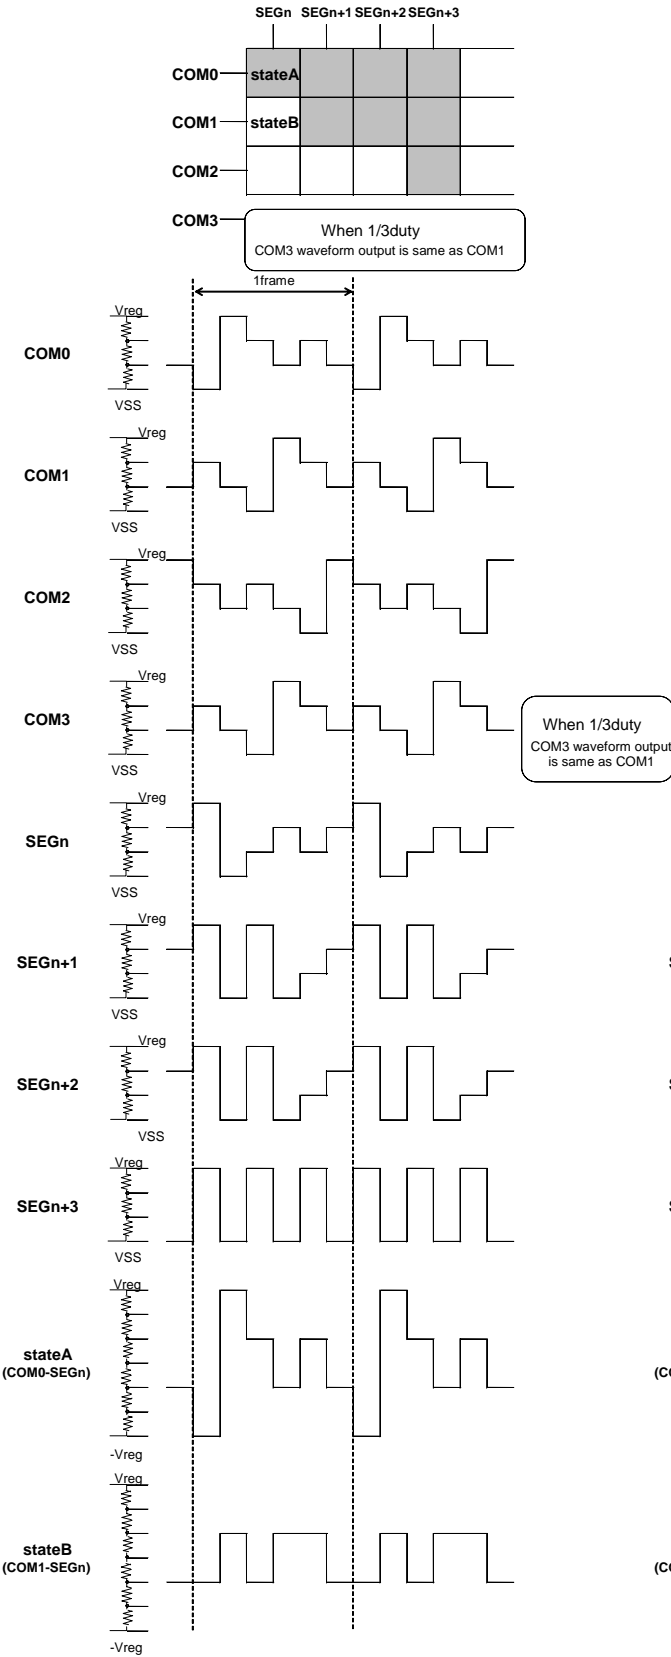 SEGn SEGn+1 SEGn+2 SEGn+3
COM0
stateA
COM1
stateB
COM2
COM3
When 1/3duty
COM3 waveform output is same as COM1
1frame
Vreg
COM0
VSS
Vreg
COM1
VSS
Vreg
COM2
VSS
Vreg
COM3
When 1/3duty
COM3 waveform output
is same as COM1
VSS
Vreg
SEGn
VSS
Vreg
SEGn+1
VSS
Vreg
SEGn+2
VSS
Vreg
SEGn+3
VSS
Vreg
stateA
(COM0-SEGn)
-Vreg
Vreg
stateB
(COM1-SEGn)
-Vreg